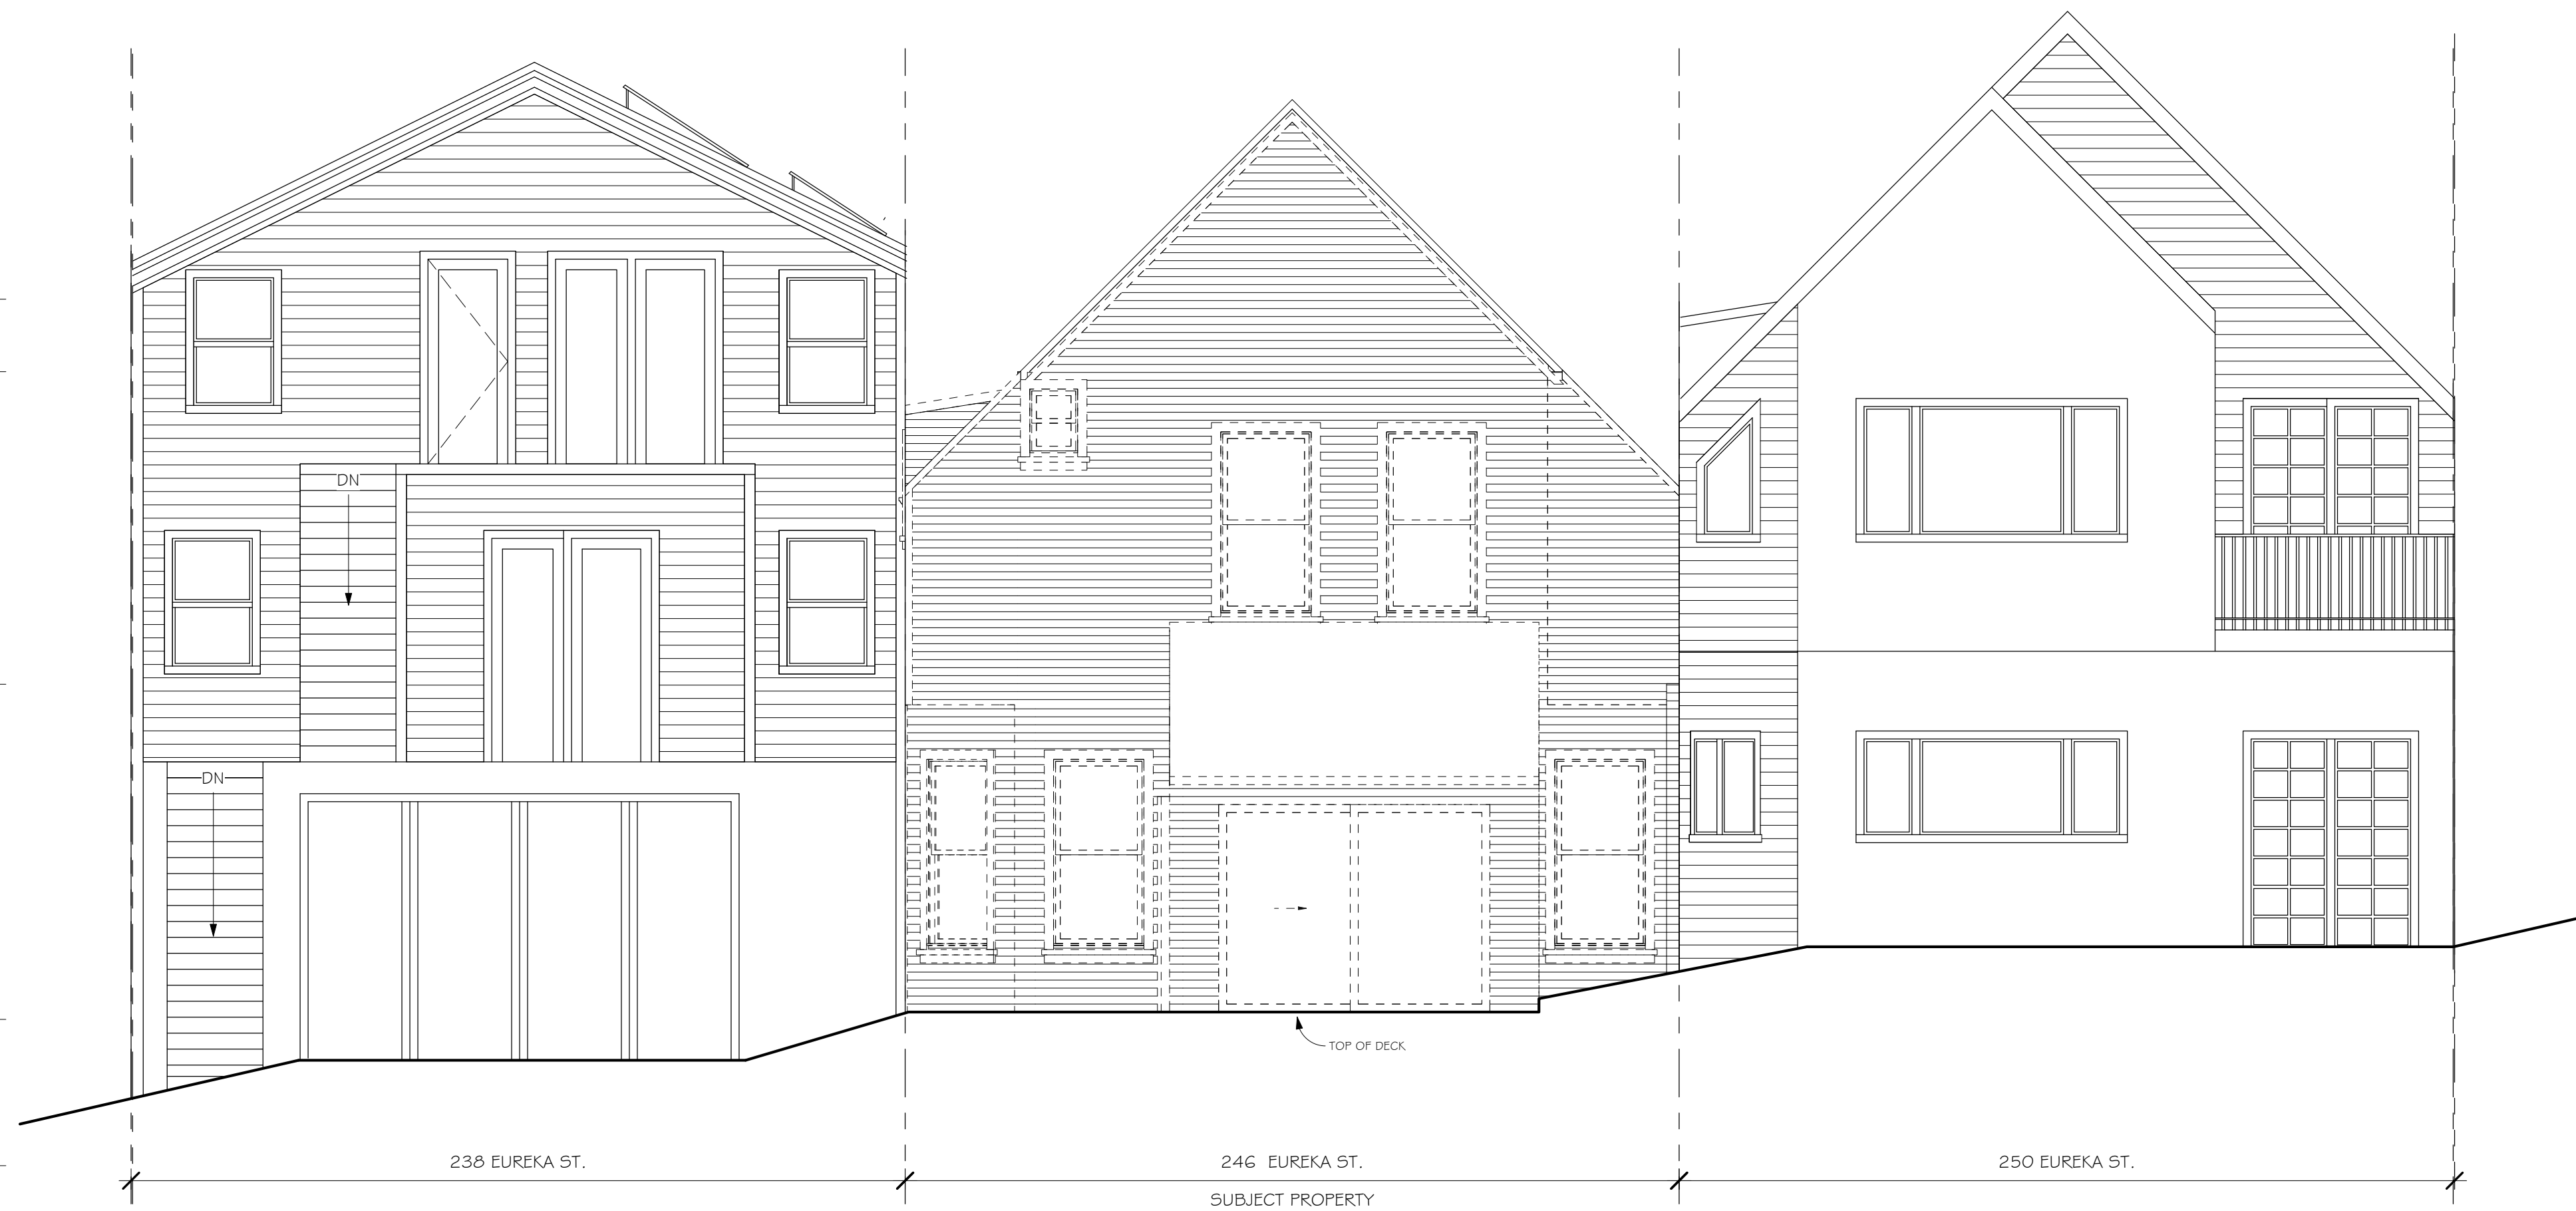 DN
DN
TOP OF DECK
238 EUREKA ST.
246 EUREKA ST.
250 EUREKA ST.
SUBJECT PROPERTY